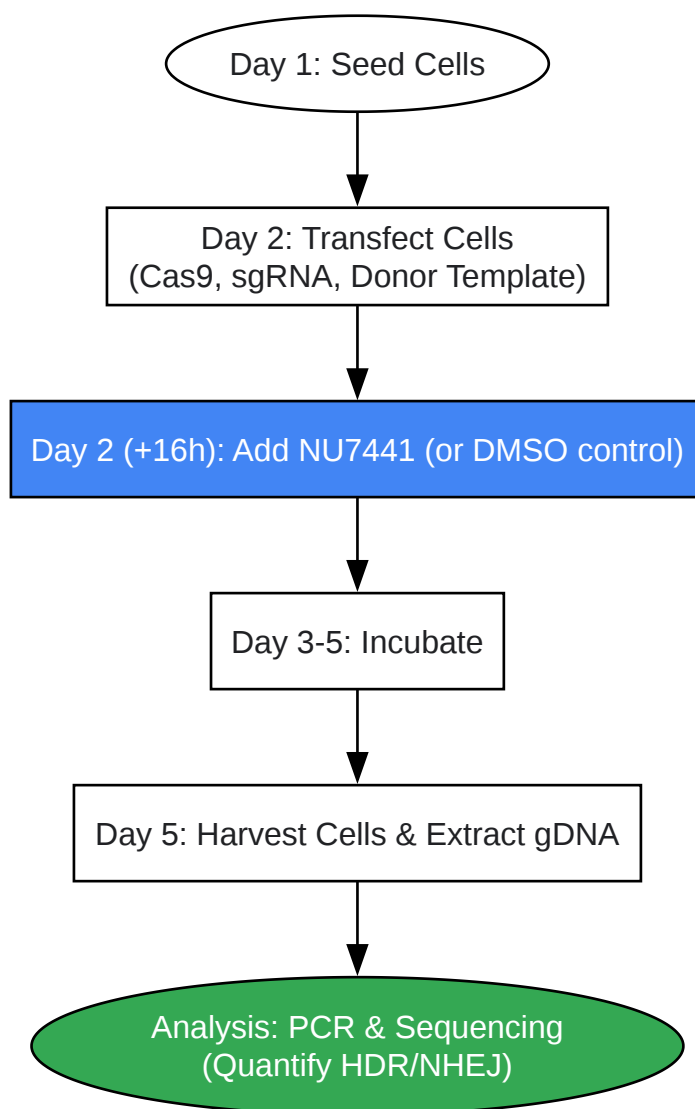 Day 1: Seed Cells
Day 2: Transfect Cells
(Cas9, sgRNA, Donor Template)
Day 2 (+16h): Add NU7441 (or DMSO control)
Day 3-5: Incubate
Day 5: Harvest Cells & Extract gDNA
Analysis: PCR & Sequencing
(Quantify HDR/NHEJ)